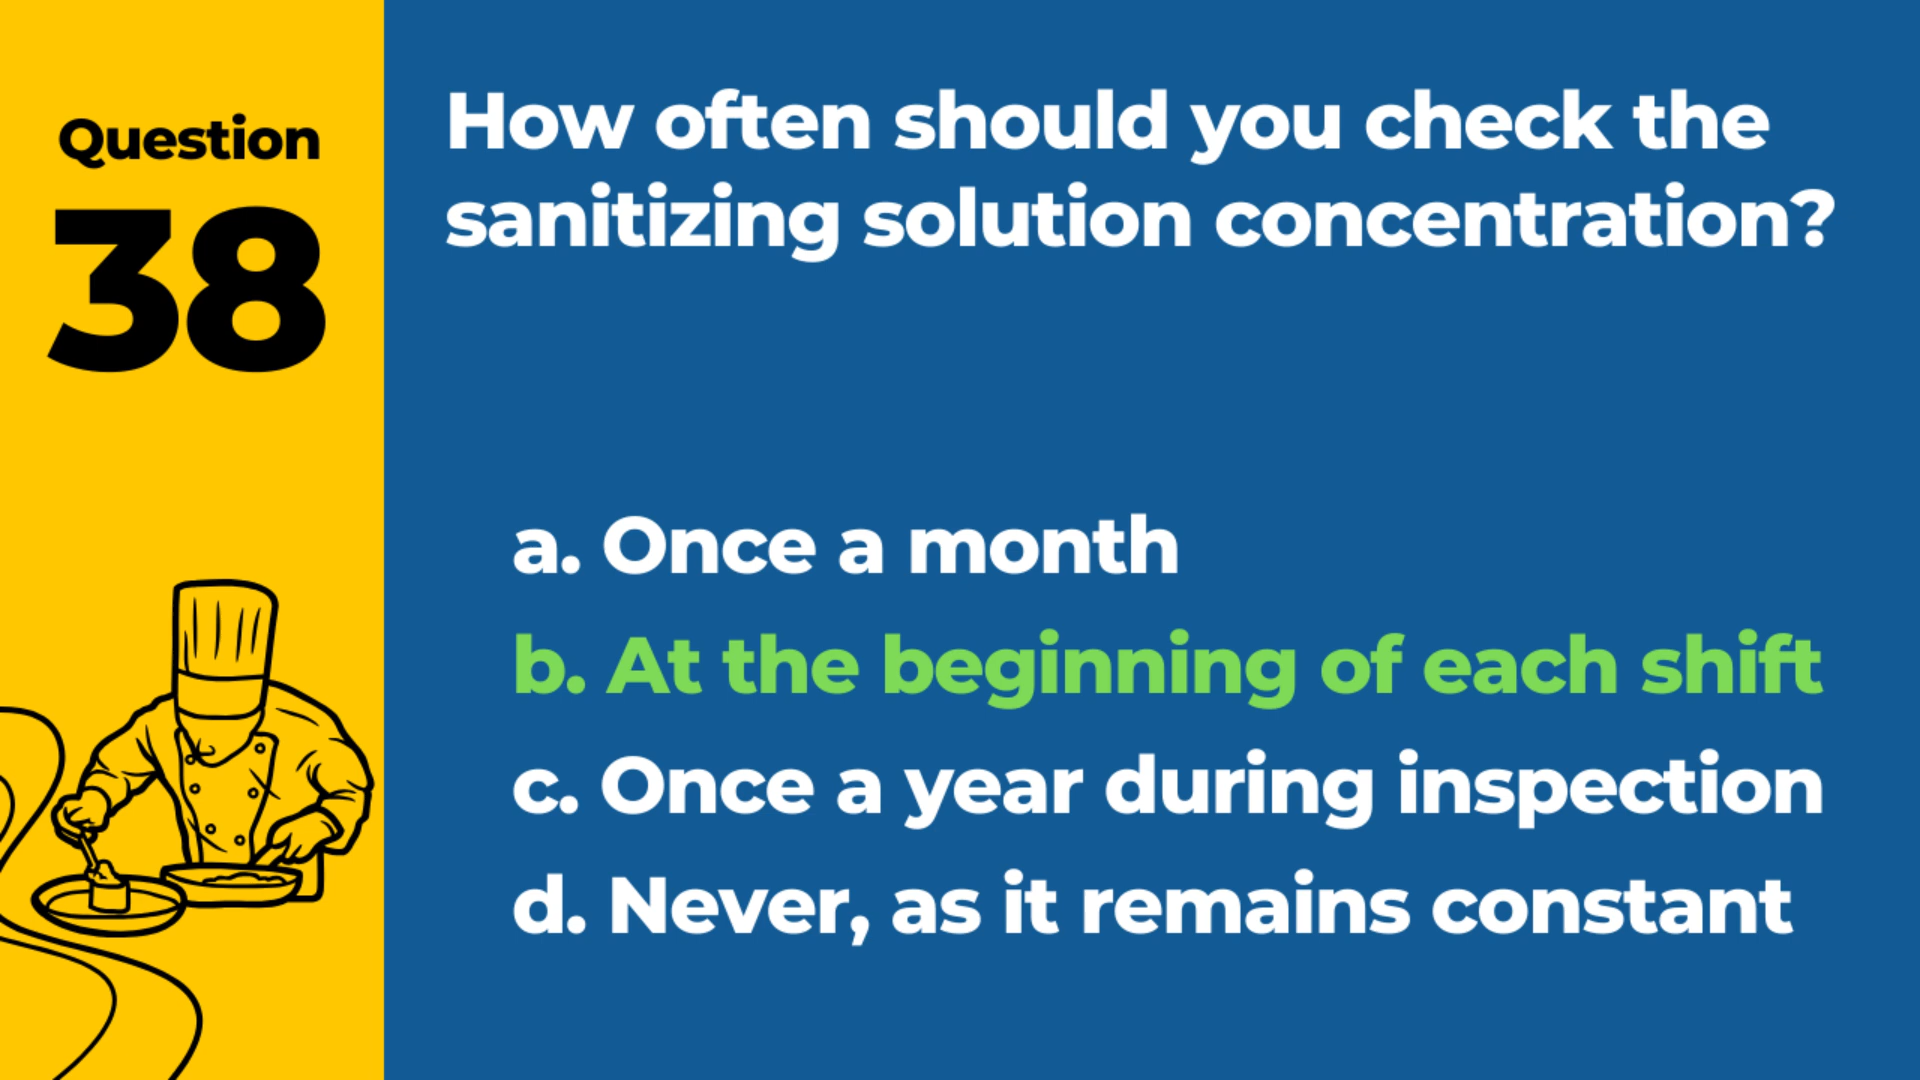 Question
38
How often should you check the
sanitizing solution concentration?
a. Once a month
b. At the beginning of each shift
c. Once a year during inspection
d. Never, as it remains constant